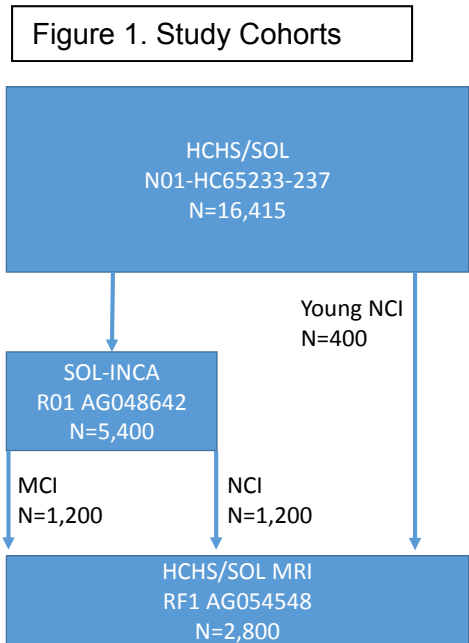 Figure 1. Study Cohorts
HCHS/SOL
N01-HC65233-237
N=16,415
Young NCI
N=400
SOL-INCA
R01 AG048642
N=5,400
MCI
N=1,200
NCI
N=1,200
HCHS/SOL MRI
RF1 AG054548
N=2,800